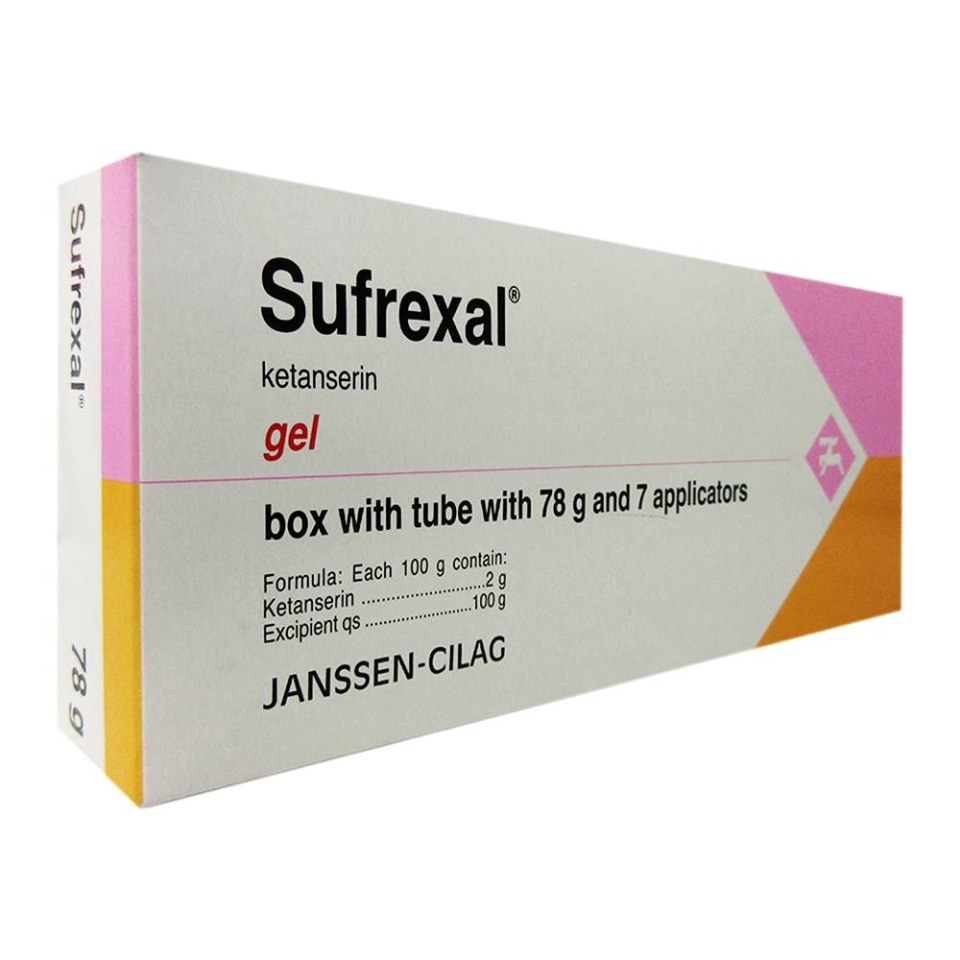 Sufrexal®
78 g
Sufrexal®
ketanserin
gel
box with tube with 78 g and 7 applicators
Formula: Each 100 g contain:
Ketanserin ..........................2 g
Excipient qs ......................100 g
JANSSEN-CILAG